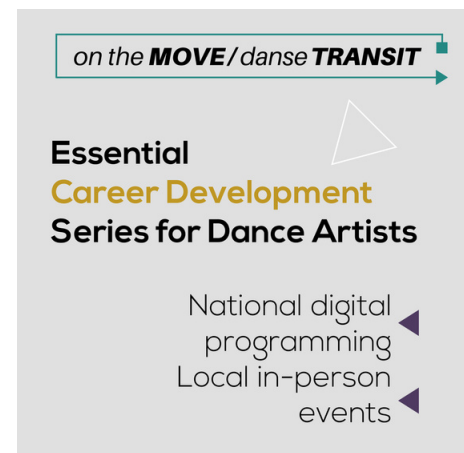 on the MOVE/danse TRANSIT
Essential
Career Development
Series for Dance Artists
National digital
programming
Local in-person
events